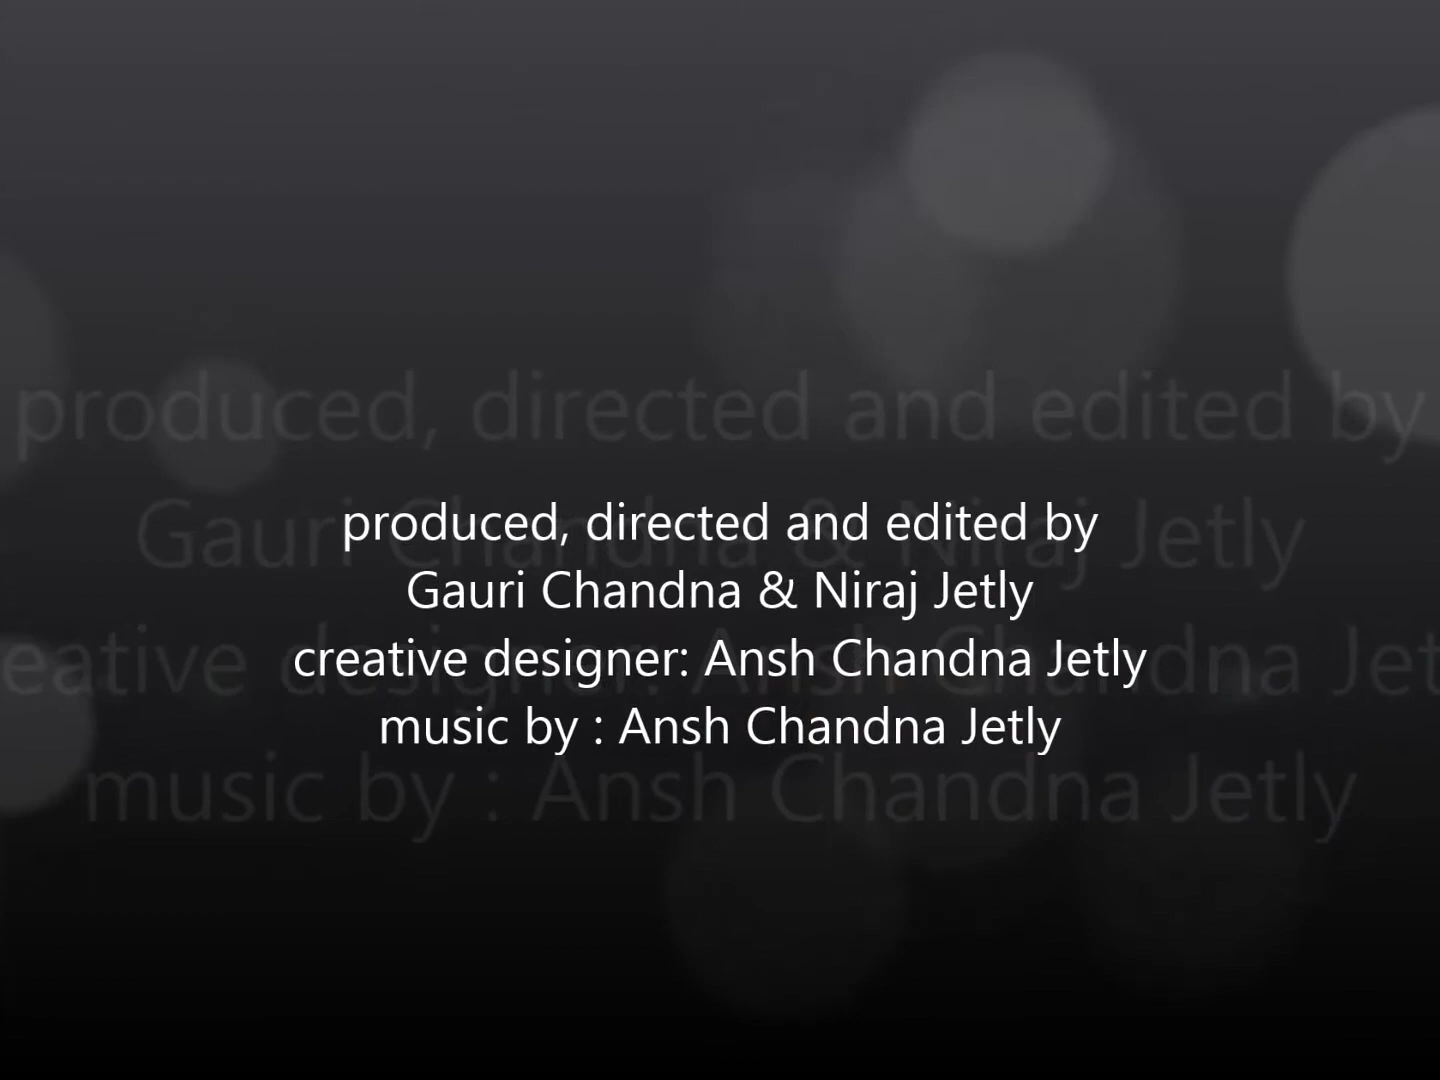 produced, directed and edited by
Gauri Chandna & Niraj Jetly
creative designer: Ansh Chandna Jetly
music by : Ansh Chandna Jetly